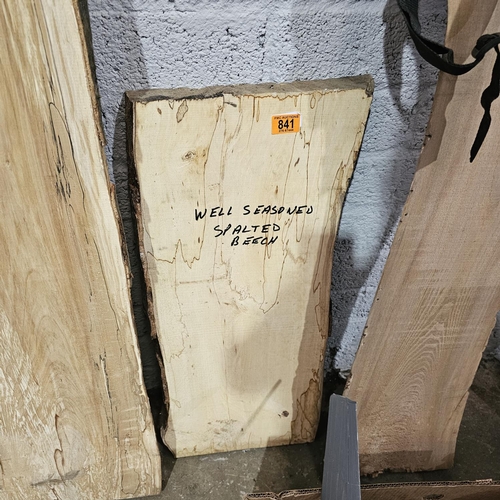 841
WELL SEASONED
SPALTED
BEECH